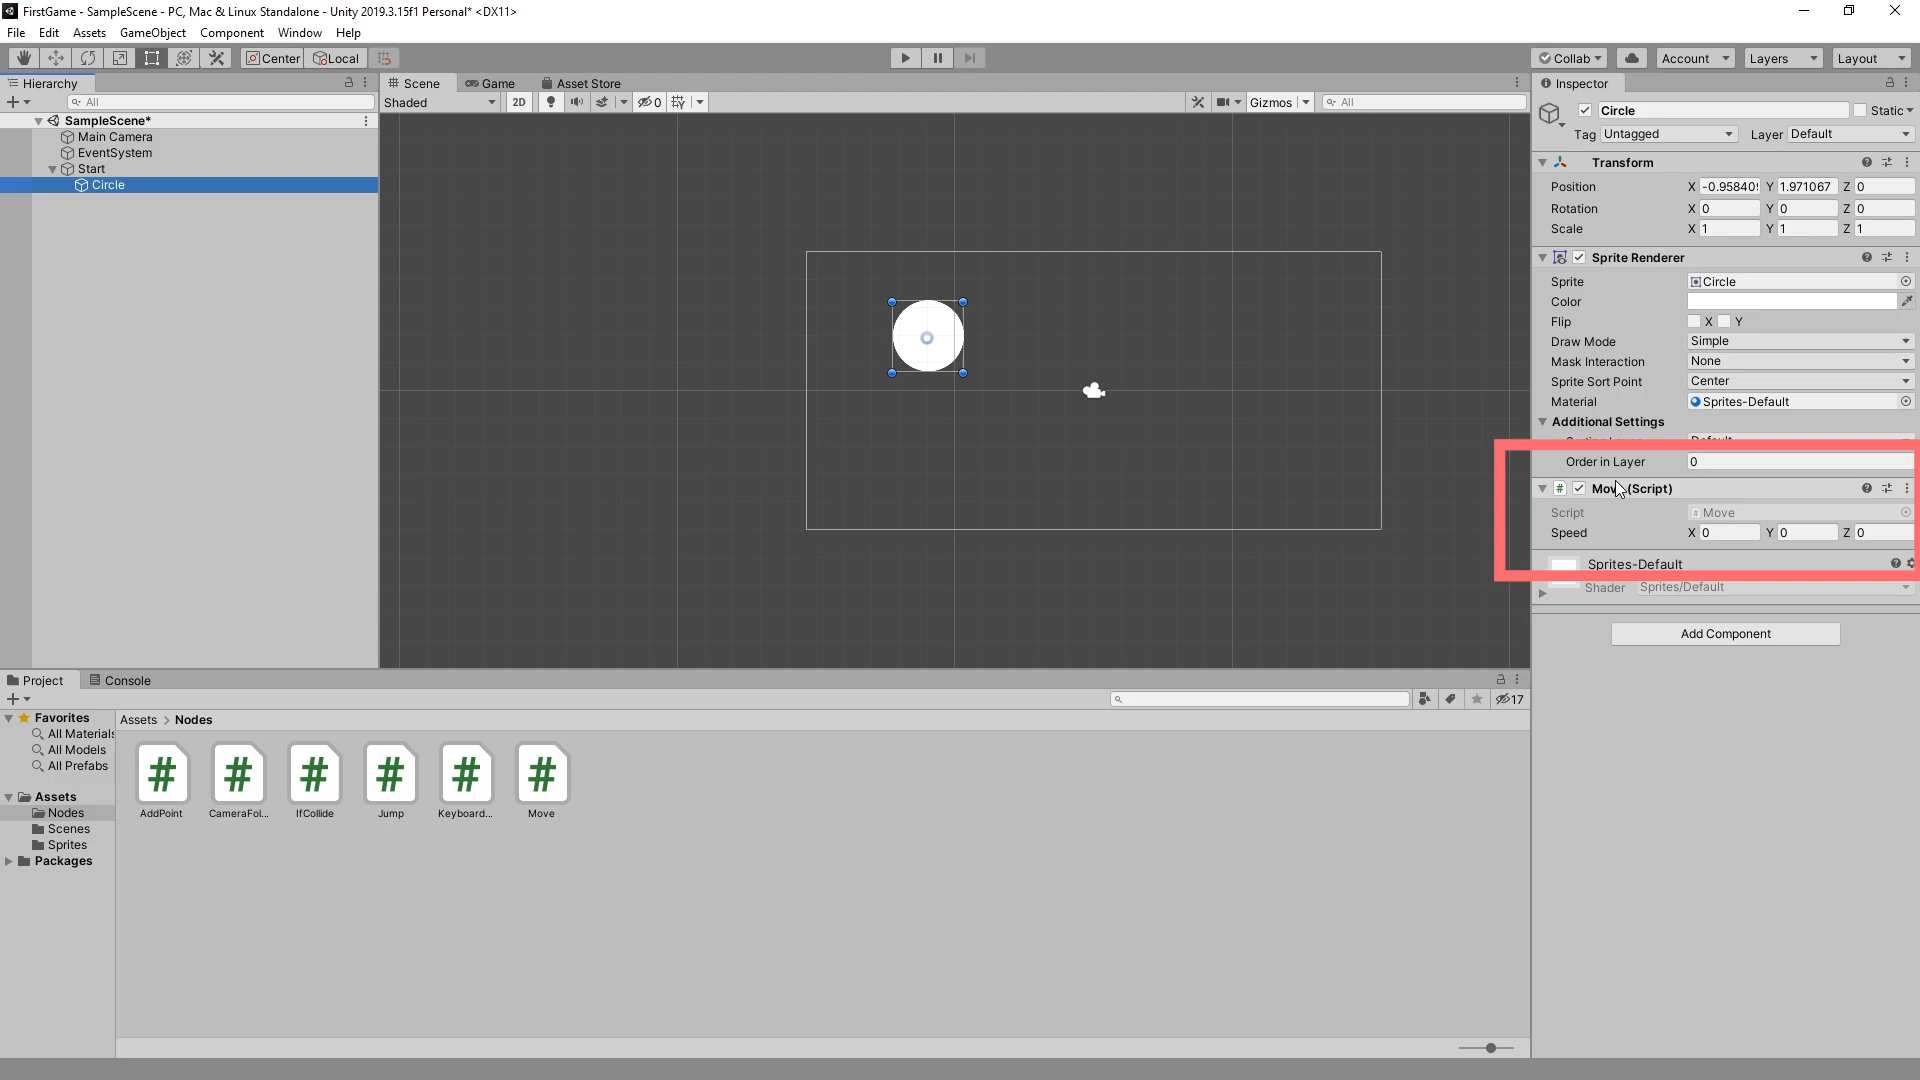 FirstGame - SampleScene - PC, Mac & Linux Standalone - Unity 2019.3.15f1 Personal* <DX11>
File Edit Assets GameObject Component Window Help
Center Local Collab Account Layers Layout
Hierarchy
All
SampleScene*
Main Camera
EventSystem
Start
Circle
Scene Game Asset Store
Shaded 2D 0 Gizmos All
Inspector
Circle Static
Tag Untagged Layer Default
Transform
Position X -0.95840 Y 1.971067 Z 0
Rotation X 0 Y 0 Z 0
Scale X 1 Y 1 Z 1
Sprite Renderer
Sprite Circle
Color
Flip X Y
Draw Mode Simple
Mask Interaction None
Sprite Sort Point Center
Material Sprites-Default
Additional Settings
Default
Order in Layer 0
# (Script)
Script # Move
Speed X 0 Y 0 Z 0
Sprites-Default
Shader Sprites/Default
Add Component
Project Console
17
Favorites
All Materials
All Models
All Prefabs
Assets
Nodes
Scenes
Sprites
Packages
Assets > Nodes
# # # # # #
AddPoint CameraFol... IfCollide Jump Keyboard... Move